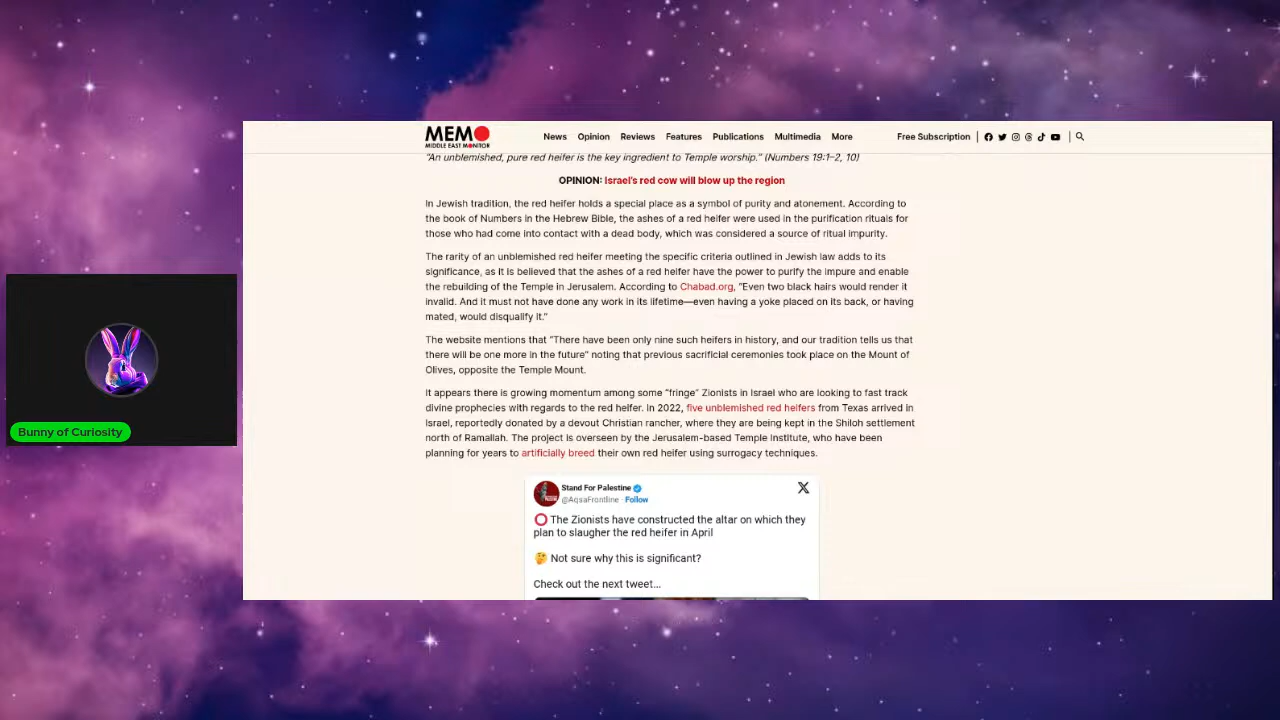 MEMO
MIDDLE EAST MONITOR
News Opinion Reviews Features Publications Multimedia More Free Subscription
"An unblemished, pure red heifer is the key ingredient to Temple worship." (Numbers 19:1–2, 10)
OPINION: Israel's red cow will blow up the region
In Jewish tradition, the red heifer holds a special place as a symbol of purity and atonement. According to
the book of Numbers in the Hebrew Bible, the ashes of a red heifer were used in the purification rituals for
those who had come into contact with a dead body, which was considered a source of ritual impurity.
The rarity of an unblemished red heifer meeting the specific criteria outlined in Jewish law adds to its
significance, as it is believed that the ashes of a red heifer have the power to purify the impure and enable
the rebuilding of the Temple in Jerusalem. According to Chabad.org, "Even two black hairs would render it
invalid. And it must not have done any work in its lifetime—even having a yoke placed on its back, or having
mated, would disqualify it."
The website mentions that "There have been only nine such heifers in history, and our tradition tells us that
there will be one more in the future" noting that previous sacrificial ceremonies took place on the Mount of
Olives, opposite the Temple Mount.
It appears there is growing momentum among some "fringe" Zionists in Israel who are looking to fast track
divine prophecies with regards to the red heifer. In 2022, five unblemished red heifers from Texas arrived in
Israel, reportedly donated by a devout Christian rancher, where they are being kept in the Shiloh settlement
north of Ramallah. The project is overseen by the Jerusalem-based Temple Institute, who have been
planning for years to artificially breed their own red heifer using surrogacy techniques.
Bunny of Curiosity
Stand For Palestine
@AqsaFrontline · Follow
⭕ The Zionists have constructed the altar on which they
plan to slaugher the red heifer in April
🤔 Not sure why this is significant?
Check out the next tweet...